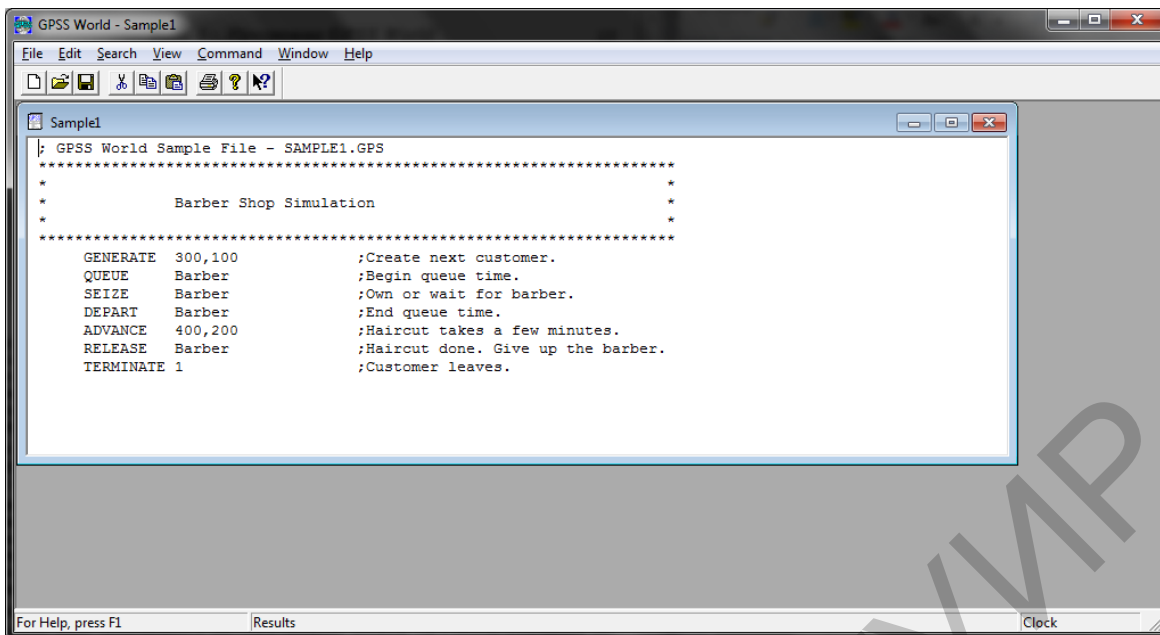 GPSS World - Sample1
File Edit Search View Command Window Help
Sample1
; GPSS World Sample File - SAMPLE1.GPS
***********************************************************************
* *
* Barber Shop Simulation *
* *
***********************************************************************
GENERATE 300,100 ;Create next customer.
QUEUE Barber ;Begin queue time.
SEIZE Barber ;Own or wait for barber.
DEPART Barber ;End queue time.
ADVANCE 400,200 ;Haircut takes a few minutes.
RELEASE Barber ;Haircut done. Give up the barber.
TERMINATE 1 ;Customer leaves.
For Help, press F1 Results Clock
УИР